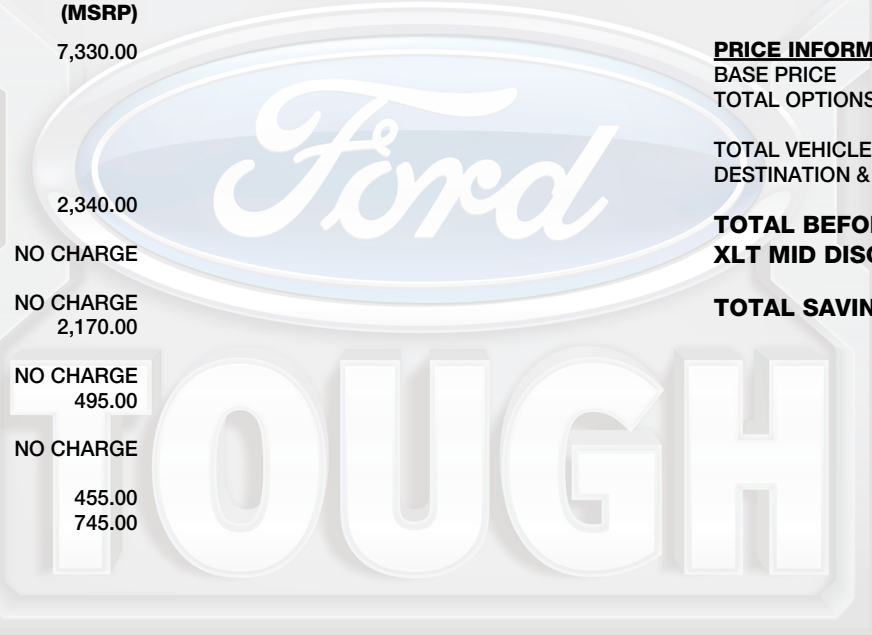 (MSRP)
7,330.00
2,340.00
NO CHARGE
NO CHARGE
2,170.00
NO CHARGE
495.00
NO CHARGE
455.00
745.00
PRICE INFORM
BASE PRICE
TOTAL OPTIONS
TOTAL VEHICLE
DESTINATION &
TOTAL BEFO
XLT MID DISC
TOTAL SAVIN
Ford
TOUGH